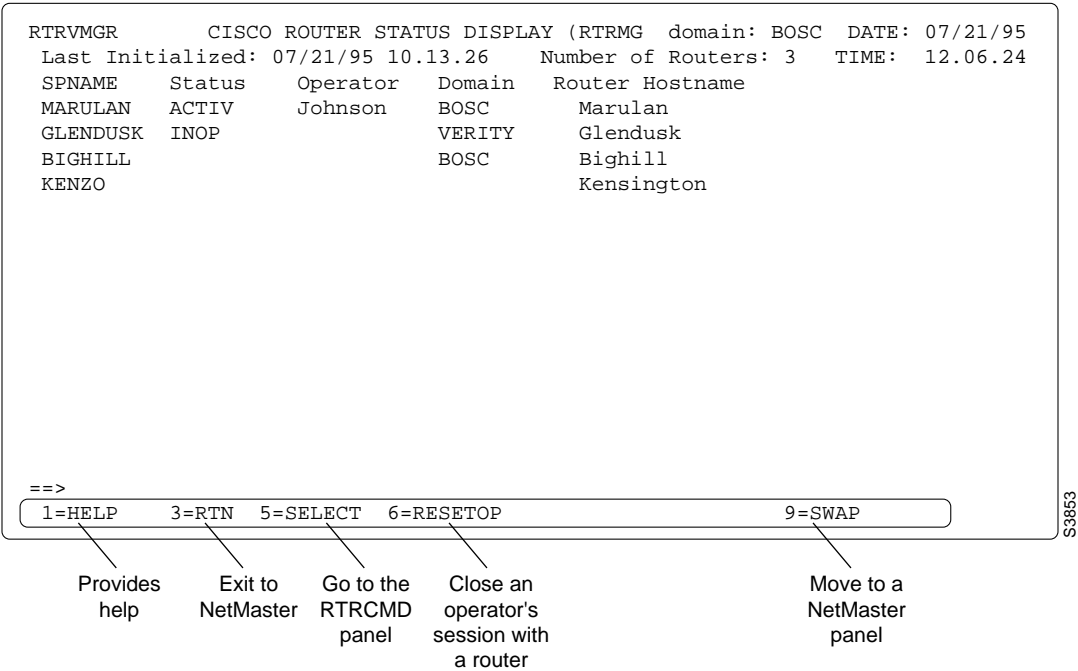 RTRVMGR CISCO ROUTER STATUS DISPLAY (RTRMG domain: BOSC DATE: 07/21/95
Last Initialized: 07/21/95 10.13.26 Number of Routers: 3 TIME: 12.06.24
SPNAME Status Operator Domain Router Hostname
MARULAN ACTIV Johnson BOSC Marulan
GLENDUSK INOP VERITY Glendusk
BIGHILL BOSC Bighill
KENZO Kensington
==>
1=HELP 3=RTN 5=SELECT 6=RESETOP 9=SWAP
S3853
Provides help
Exit to NetMaster
Go to the RTRCMD panel
Close an operator's session with a router
Move to a NetMaster panel